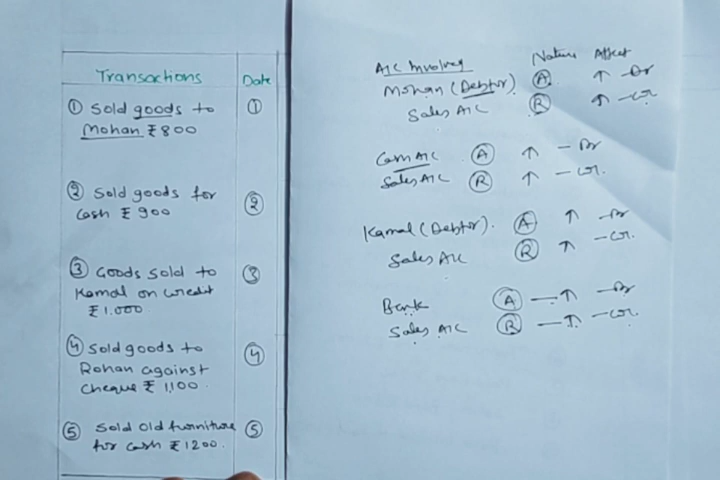 Transactions Date
① Sold goods to ①
Mohan ₹800
② Sold goods for ②
Cash ₹900
③ Goods sold to ③
Kamal on credit
₹1,000
④ Sold goods to ④
Rohan against
cheque ₹1,100.
⑤ Sold old furniture ⑤
for cash ₹1200.
A/C Involved Nature Affect
Mohan (Debtor) Ⓐ ↑ - Dr
Sales A/C Ⓡ ↑ - Cr.
Cash A/C Ⓐ ↑ - Dr
Sales A/C Ⓡ ↑ - Cr.
Kamal (Debtor). Ⓐ ↑ - Dr
Sales A/C Ⓡ ↑ - Cr.
Bank Ⓐ — ↑ - Dr
Sales A/C Ⓡ — ↑ - Cr.